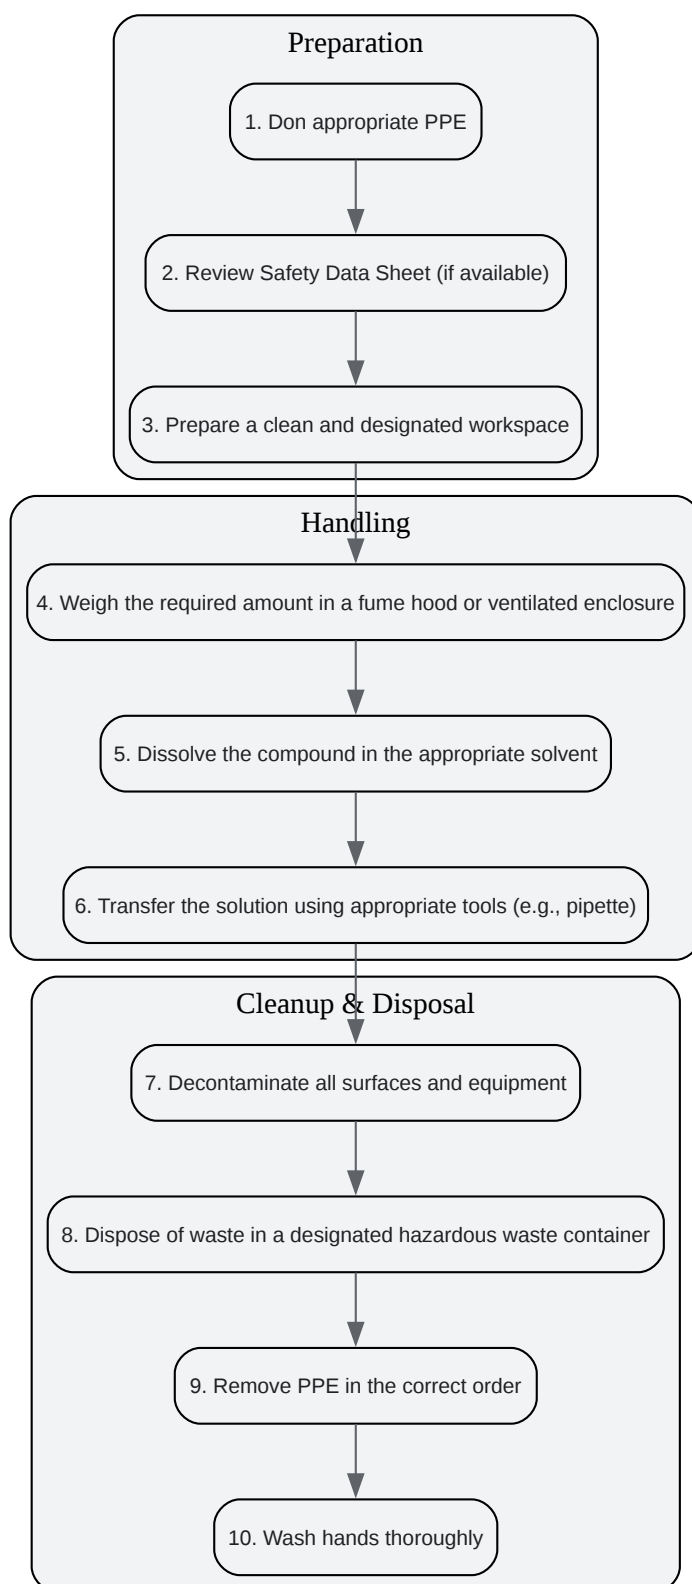 Preparation
1. Don appropriate PPE
2. Review Safety Data Sheet (if available)
3. Prepare a clean and designated workspace
Handling
4. Weigh the required amount in a fume hood or ventilated enclosure
5. Dissolve the compound in the appropriate solvent
6. Transfer the solution using appropriate tools (e.g., pipette)
Cleanup & Disposal
7. Decontaminate all surfaces and equipment
8. Dispose of waste in a designated hazardous waste container
9. Remove PPE in the correct order
10. Wash hands thoroughly